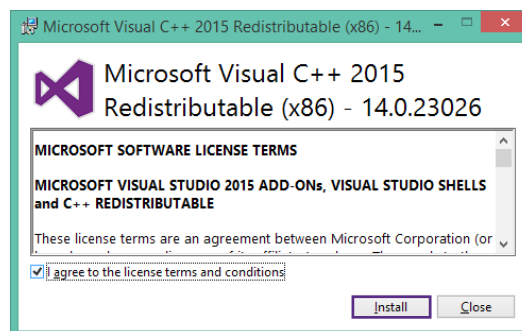 Microsoft Visual C++ 2015 Redistributable (x86) - 14...
Microsoft Visual C++ 2015
Redistributable (x86) - 14.0.23026
MICROSOFT SOFTWARE LICENSE TERMS
MICROSOFT VISUAL STUDIO 2015 ADD-ONs, VISUAL STUDIO SHELLS
and C++ REDISTRIBUTABLE
These license terms are an agreement between Microsoft Corporation (or
I agree to the license terms and conditions
Install
Close